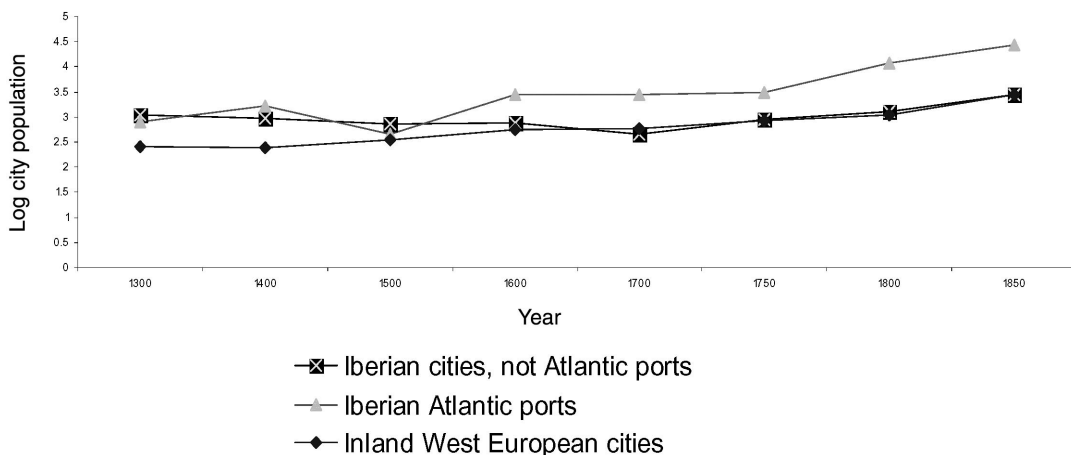 5
4.5
4
3.5
3
2.5
2
1.5
1
0.5
0
Log city population
1300 1400 1500 1600 1700 1750 1800 1850
Year
Iberian cities, not Atlantic ports
Iberian Atlantic ports
Inland West European cities